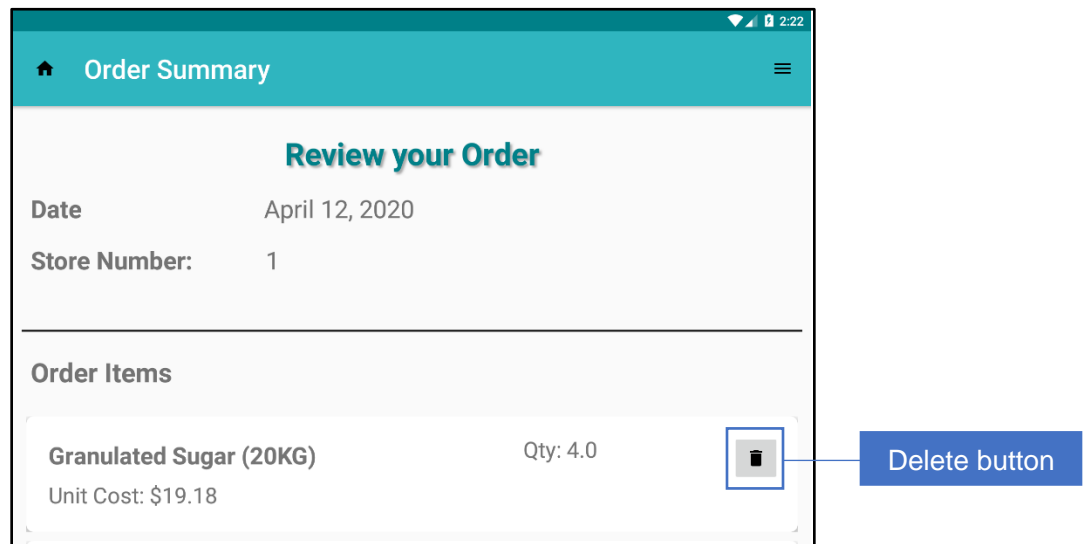 2:22
Order Summary
Review your Order
Date April 12, 2020
Store Number: 1
Order Items
Granulated Sugar (20KG) Qty: 4.0
Unit Cost: $19.18
Delete button